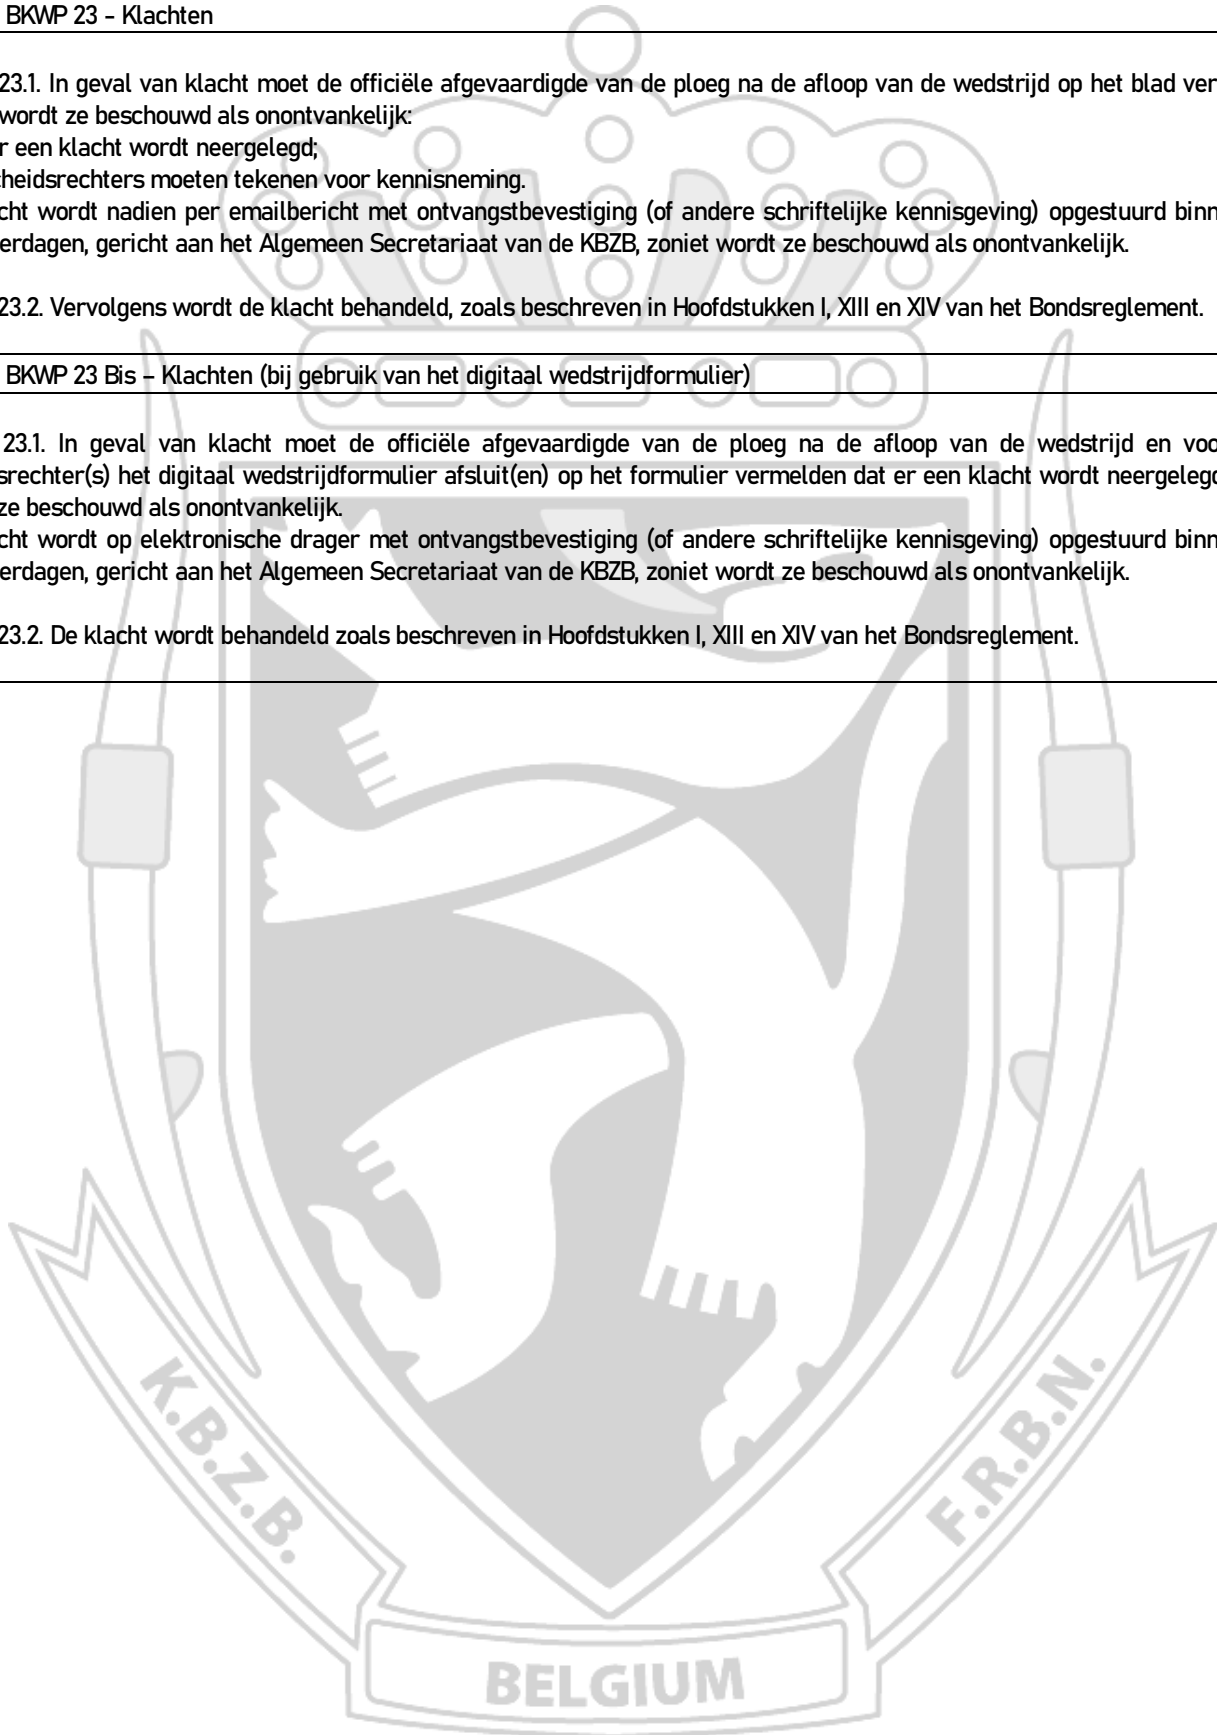 BKWP 23 - Klachten
23.1. In geval van klacht moet de officiële afgevaardigde van de ploeg na de afloop van de wedstrijd op het blad ver
wordt ze beschouwd als onontvankelijk:
r een klacht wordt neergelegd;
heidsrechters moeten tekenen voor kennisneming.
cht wordt nadien per emailbericht met ontvangstbevestiging (of andere schriftelijke kennisgeving) opgestuurd binn
erdagen, gericht aan het Algemeen Secretariaat van de KBZB, zoniet wordt ze beschouwd als onontvankelijk.
23.2. Vervolgens wordt de klacht behandeld, zoals beschreven in Hoofdstukken I, XIII en XIV van het Bondsreglement.
BKWP 23 Bis – Klachten (bij gebruik van het digitaal wedstrijdformulier)
23.1. In geval van klacht moet de officiële afgevaardigde van de ploeg na de afloop van de wedstrijd en voo
srechter(s) het digitaal wedstrijdformulier afsluit(en) op het formulier vermelden dat er een klacht wordt neergelegd
ze beschouwd als onontvankelijk.
cht wordt op elektronische drager met ontvangstbevestiging (of andere schriftelijke kennisgeving) opgestuurd binn
erdagen, gericht aan het Algemeen Secretariaat van de KBZB, zoniet wordt ze beschouwd als onontvankelijk.
23.2. De klacht wordt behandeld zoals beschreven in Hoofdstukken I, XIII en XIV van het Bondsreglement.
K.B.Z.B.
F.R.B.N.
BELGIUM